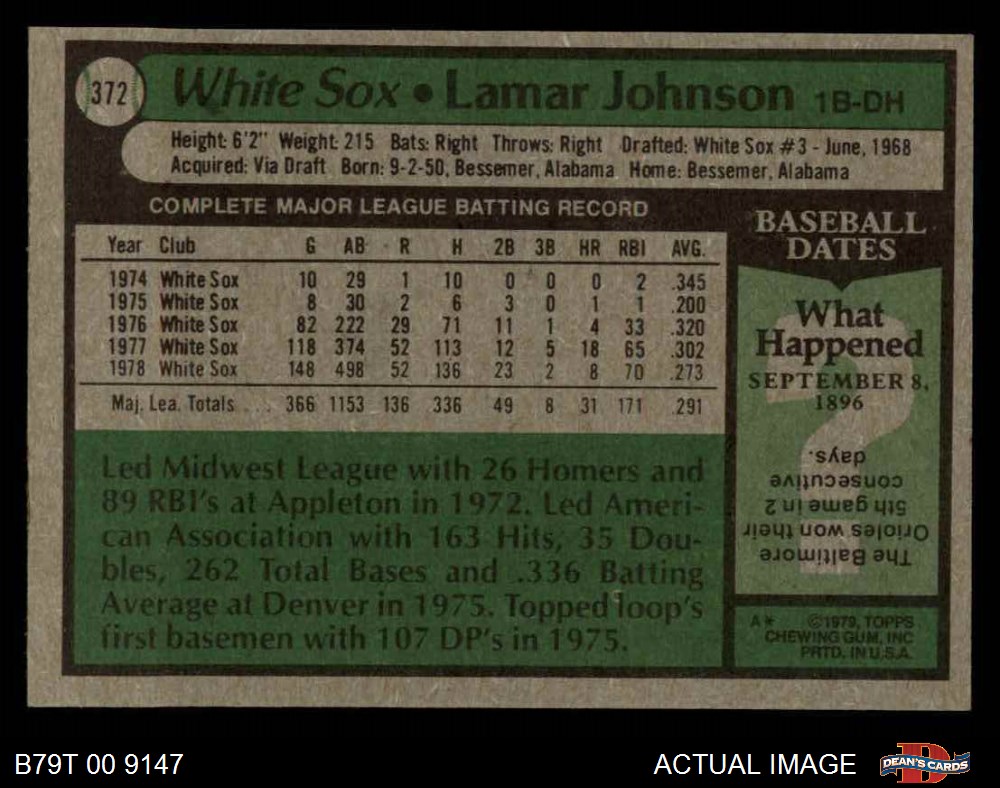 372
White Sox • Lamar Johnson 1B-DH
Height: 6'2" Weight: 215 Bats: Right Throws: Right Drafted: White Sox #3 - June, 1968
Acquired: Via Draft Born: 9-2-50, Bessemer, Alabama Home: Bessemer, Alabama
COMPLETE MAJOR LEAGUE BATTING RECORD
Year Club G AB R H 2B 3B HR RBI AVG.
1974 White Sox 10 29 1 10 0 0 0 2 .345
1975 White Sox 8 30 2 6 3 0 1 1 .200
1976 White Sox 82 222 29 71 11 1 4 33 .320
1977 White Sox 118 374 52 113 12 5 18 65 .302
1978 White Sox 148 498 52 136 23 2 8 70 .273
Maj. Lea. Totals ... 366 1153 136 336 49 8 31 171 .291
Led Midwest League with 26 Homers and
89 RBI's at Appleton in 1972. Led Ameri-
can Association with 163 Hits, 35 Dou-
bles, 262 Total Bases and .336 Batting
Average at Denver in 1975. Topped loop's
first basemen with 107 DP's in 1975.
BASEBALL
DATES
What
Happened
SEPTEMBER 8,
1896
The Baltimore
Orioles won their
5th game in 2
consecutive
days.
A* ©1979, TOPPS
CHEWING GUM, INC
PRTD. IN U.S.A.
B79T 00 9147
ACTUAL IMAGE
D
DEAN'S CARDS